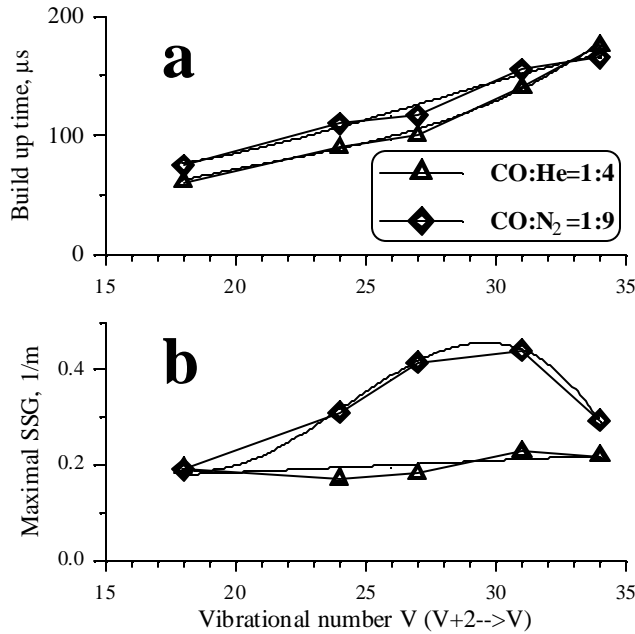 200
a
Build up time, μs
100
CO:He=1:4
CO:N₂=1:9
0
15 20 25 30 35
b
Maximal SSG, 1/m
0.4
0.2
0.0
15 20 25 30 35
Vibrational number V (V+2-->V)